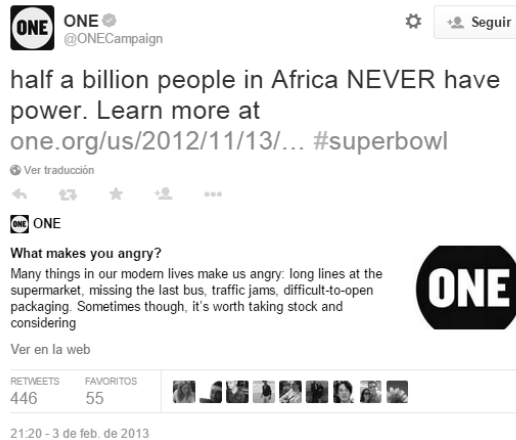 ONE
ONE
@ONECampaign
Seguir
half a billion people in Africa NEVER have
power. Learn more at
one.org/us/2012/11/13/... #superbowl
Ver traducción
ONE ONE
What makes you angry?
Many things in our modern lives make us angry: long lines at the
supermarket, missing the last bus, traffic jams, difficult-to-open
packaging. Sometimes though, it's worth taking stock and
considering
ONE
Ver en la web
RETWEETS FAVORITOS
446 55
21:20 - 3 de feb. de 2013